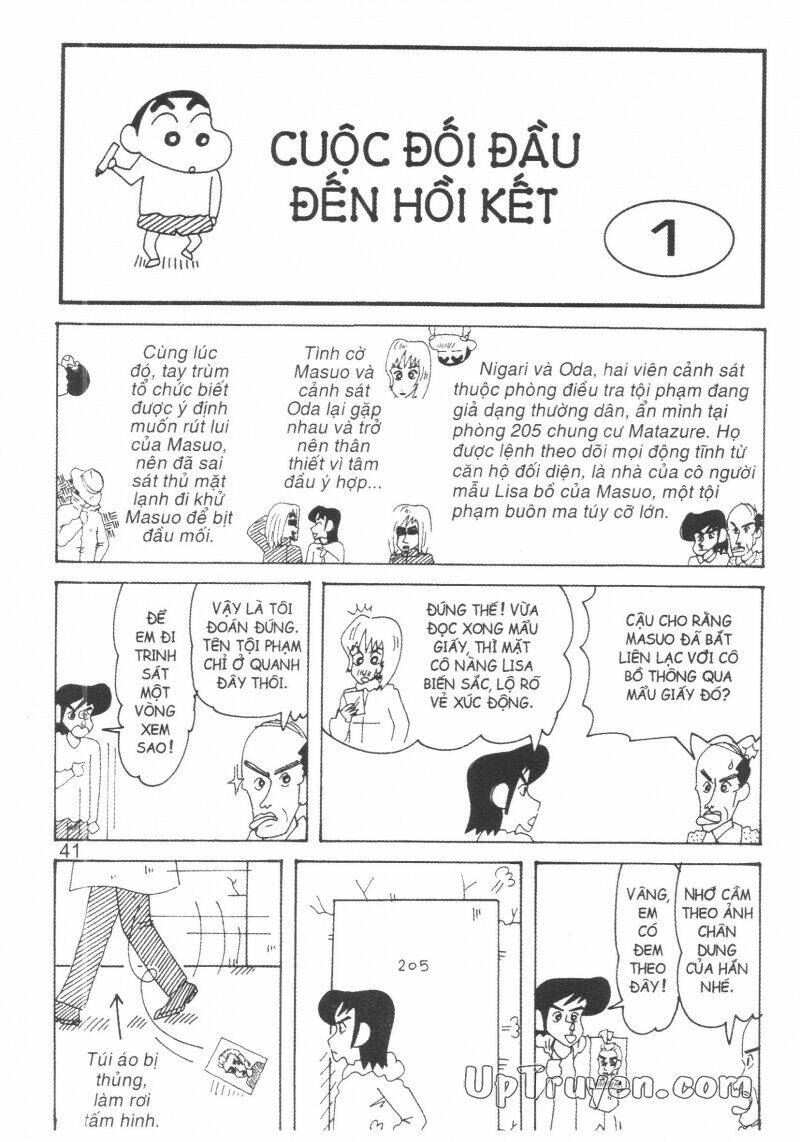 CUỘC ĐỐI ĐẦU
ĐẾN HỒI KẾT
1
Nigari và Oda, hai viên cảnh sát
thuộc phòng điều tra tội phạm đang
giả dạng thường dân, ẩn mình tại
phòng 205 chung cư Matazure. Họ
được lệnh theo dõi mọi động tĩnh từ
căn hộ đối diện, là nhà của cô người
mẫu Lisa bồ của Masuo, một tội
phạm buôn ma túy cỡ lớn.
Tình cờ
Masuo và
cảnh sát
Oda lại gặp
nhau và trở
nên thân
thiết vì tâm
đầu ý hợp...
Cùng lúc
đó, tay trùm
tổ chức biết
được ý định
muốn rút lui
của Masuo,
nên đã sai
sát thủ mặt
lạnh đi khử
Masuo để bịt
đầu mối.
CẬU CHO RẰNG
MASUO ĐÃ BẮT
LIÊN LẠC VỚI CÔ
BỒ THÔNG QUA
MẨU GIẤY ĐÓ?
ĐÚNG THẾ! VỪA
ĐỌC XONG MẨU
GIẤY, THÌ MẶT
CÔ NÀNG LISA
BIẾN SẮC, LỘ RÕ
VẺ XÚC ĐỘNG.
VẬY LÀ TÔI
ĐOÁN ĐÚNG.
TÊN TỘI PHẠM
CHỈ Ở QUANH
ĐÂY THÔI.
ĐỂ
EM ĐI
TRINH
SÁT
MỘT
VÒNG
XEM
SAO!
41
NHỚ CẦM
THEO ẢNH
CHÂN
DUNG
CỦA HẮN
NHÉ.
VÂNG,
EM
CÓ
ĐEM
THEO
ĐÂY!
205
Túi áo bị
thủng,
làm rơi
tấm hình.
UpTruyen.com